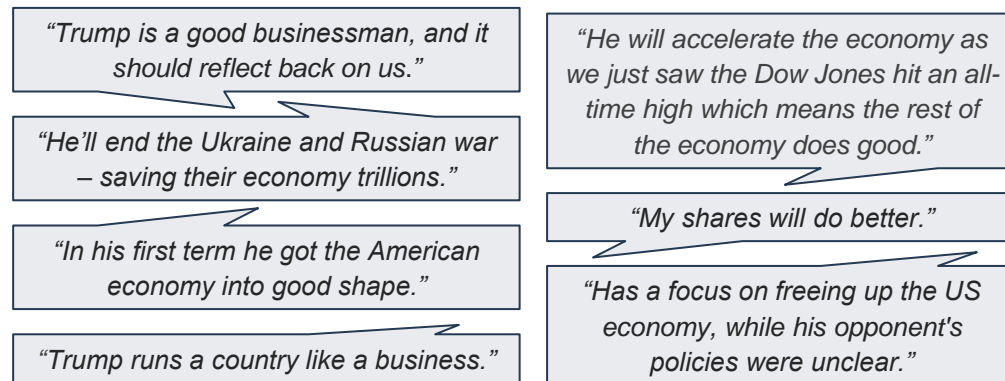 “Trump is a good businessman, and it
should reflect back on us.”
“He’ll end the Ukraine and Russian war
– saving their economy trillions.”
“In his first term he got the American
economy into good shape.”
“Trump runs a country like a business.”
“He will accelerate the economy as
we just saw the Dow Jones hit an all-
time high which means the rest of
the economy does good.”
“My shares will do better.”
“Has a focus on freeing up the US
economy, while his opponent's
policies were unclear.”